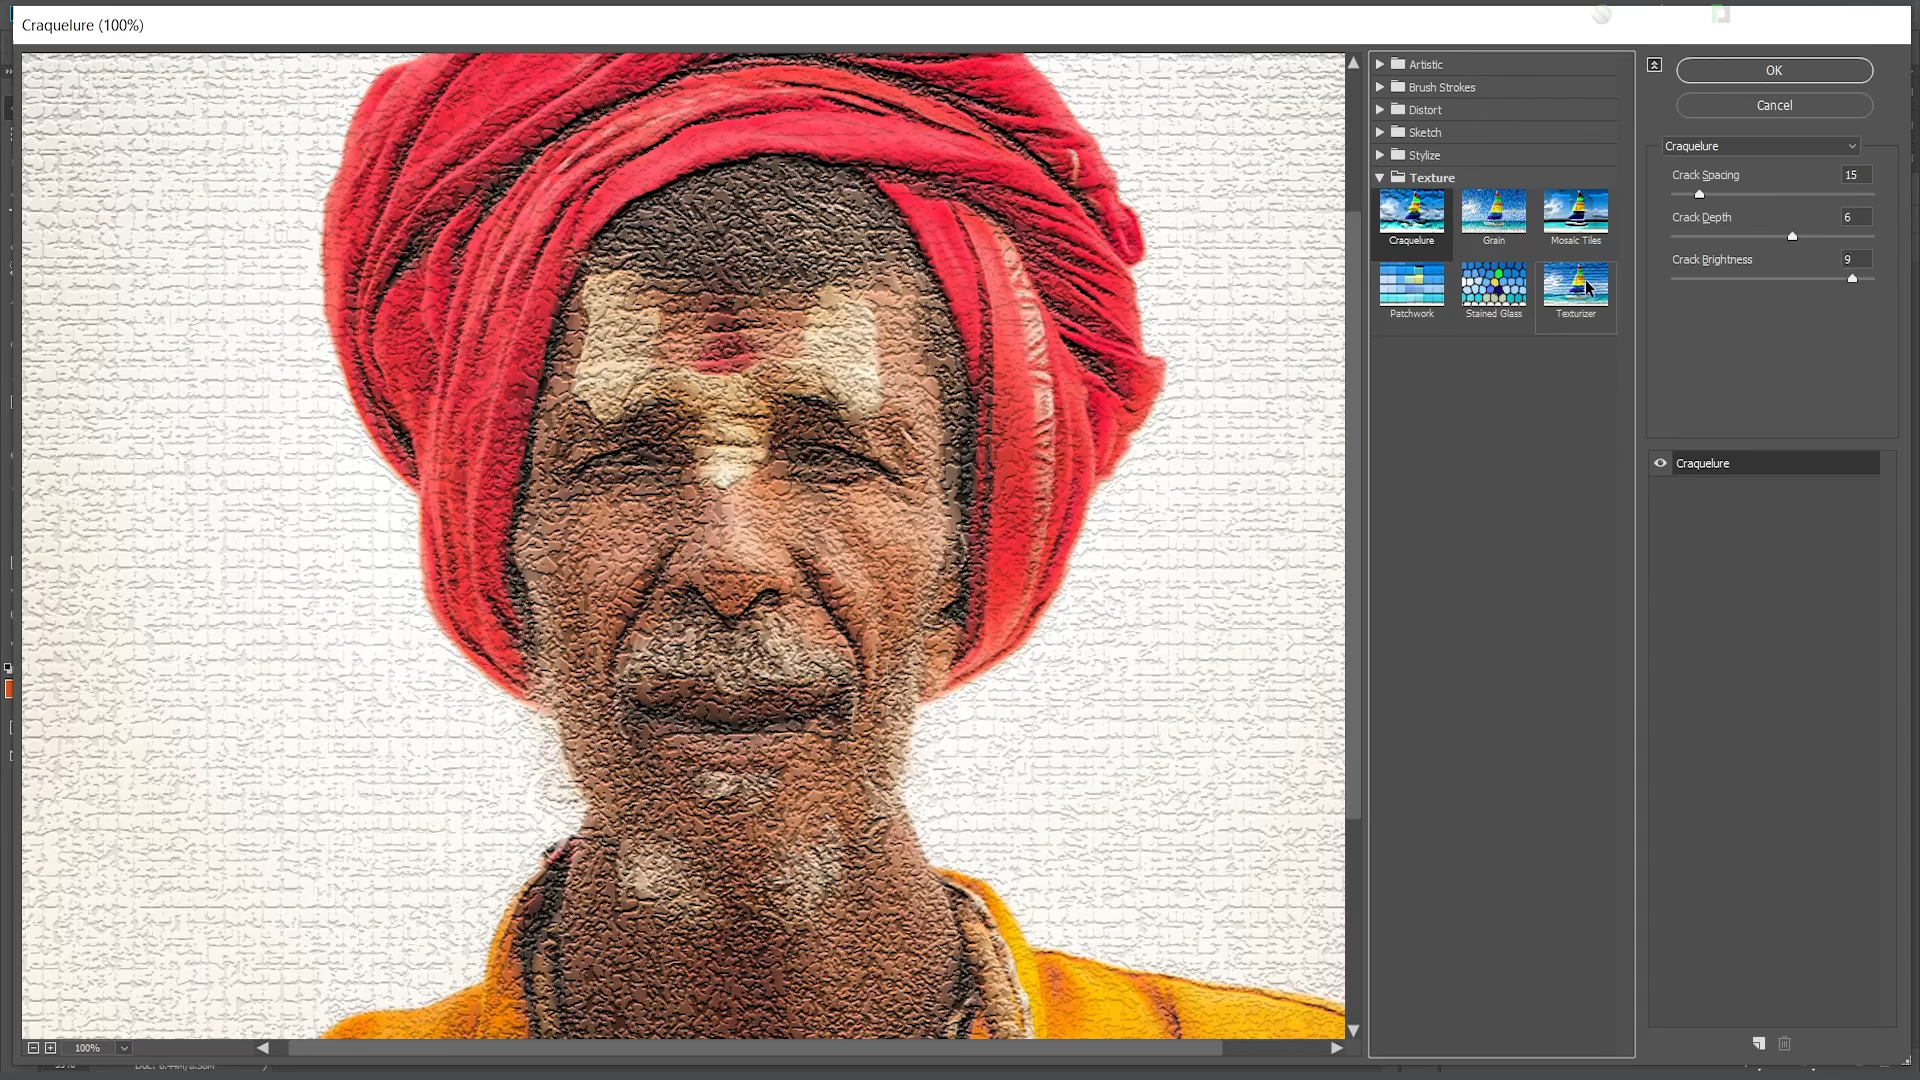 Craquelure (100%)
Artistic
Brush Strokes
Distort
Sketch
Stylize
Texture
Craquelure
Grain
Mosaic Tiles
Patchwork
Stained Glass
Texturizer
OK
Cancel
Craquelure
Crack Spacing 15
Crack Depth 6
Crack Brightness 9
Craquelure
100%